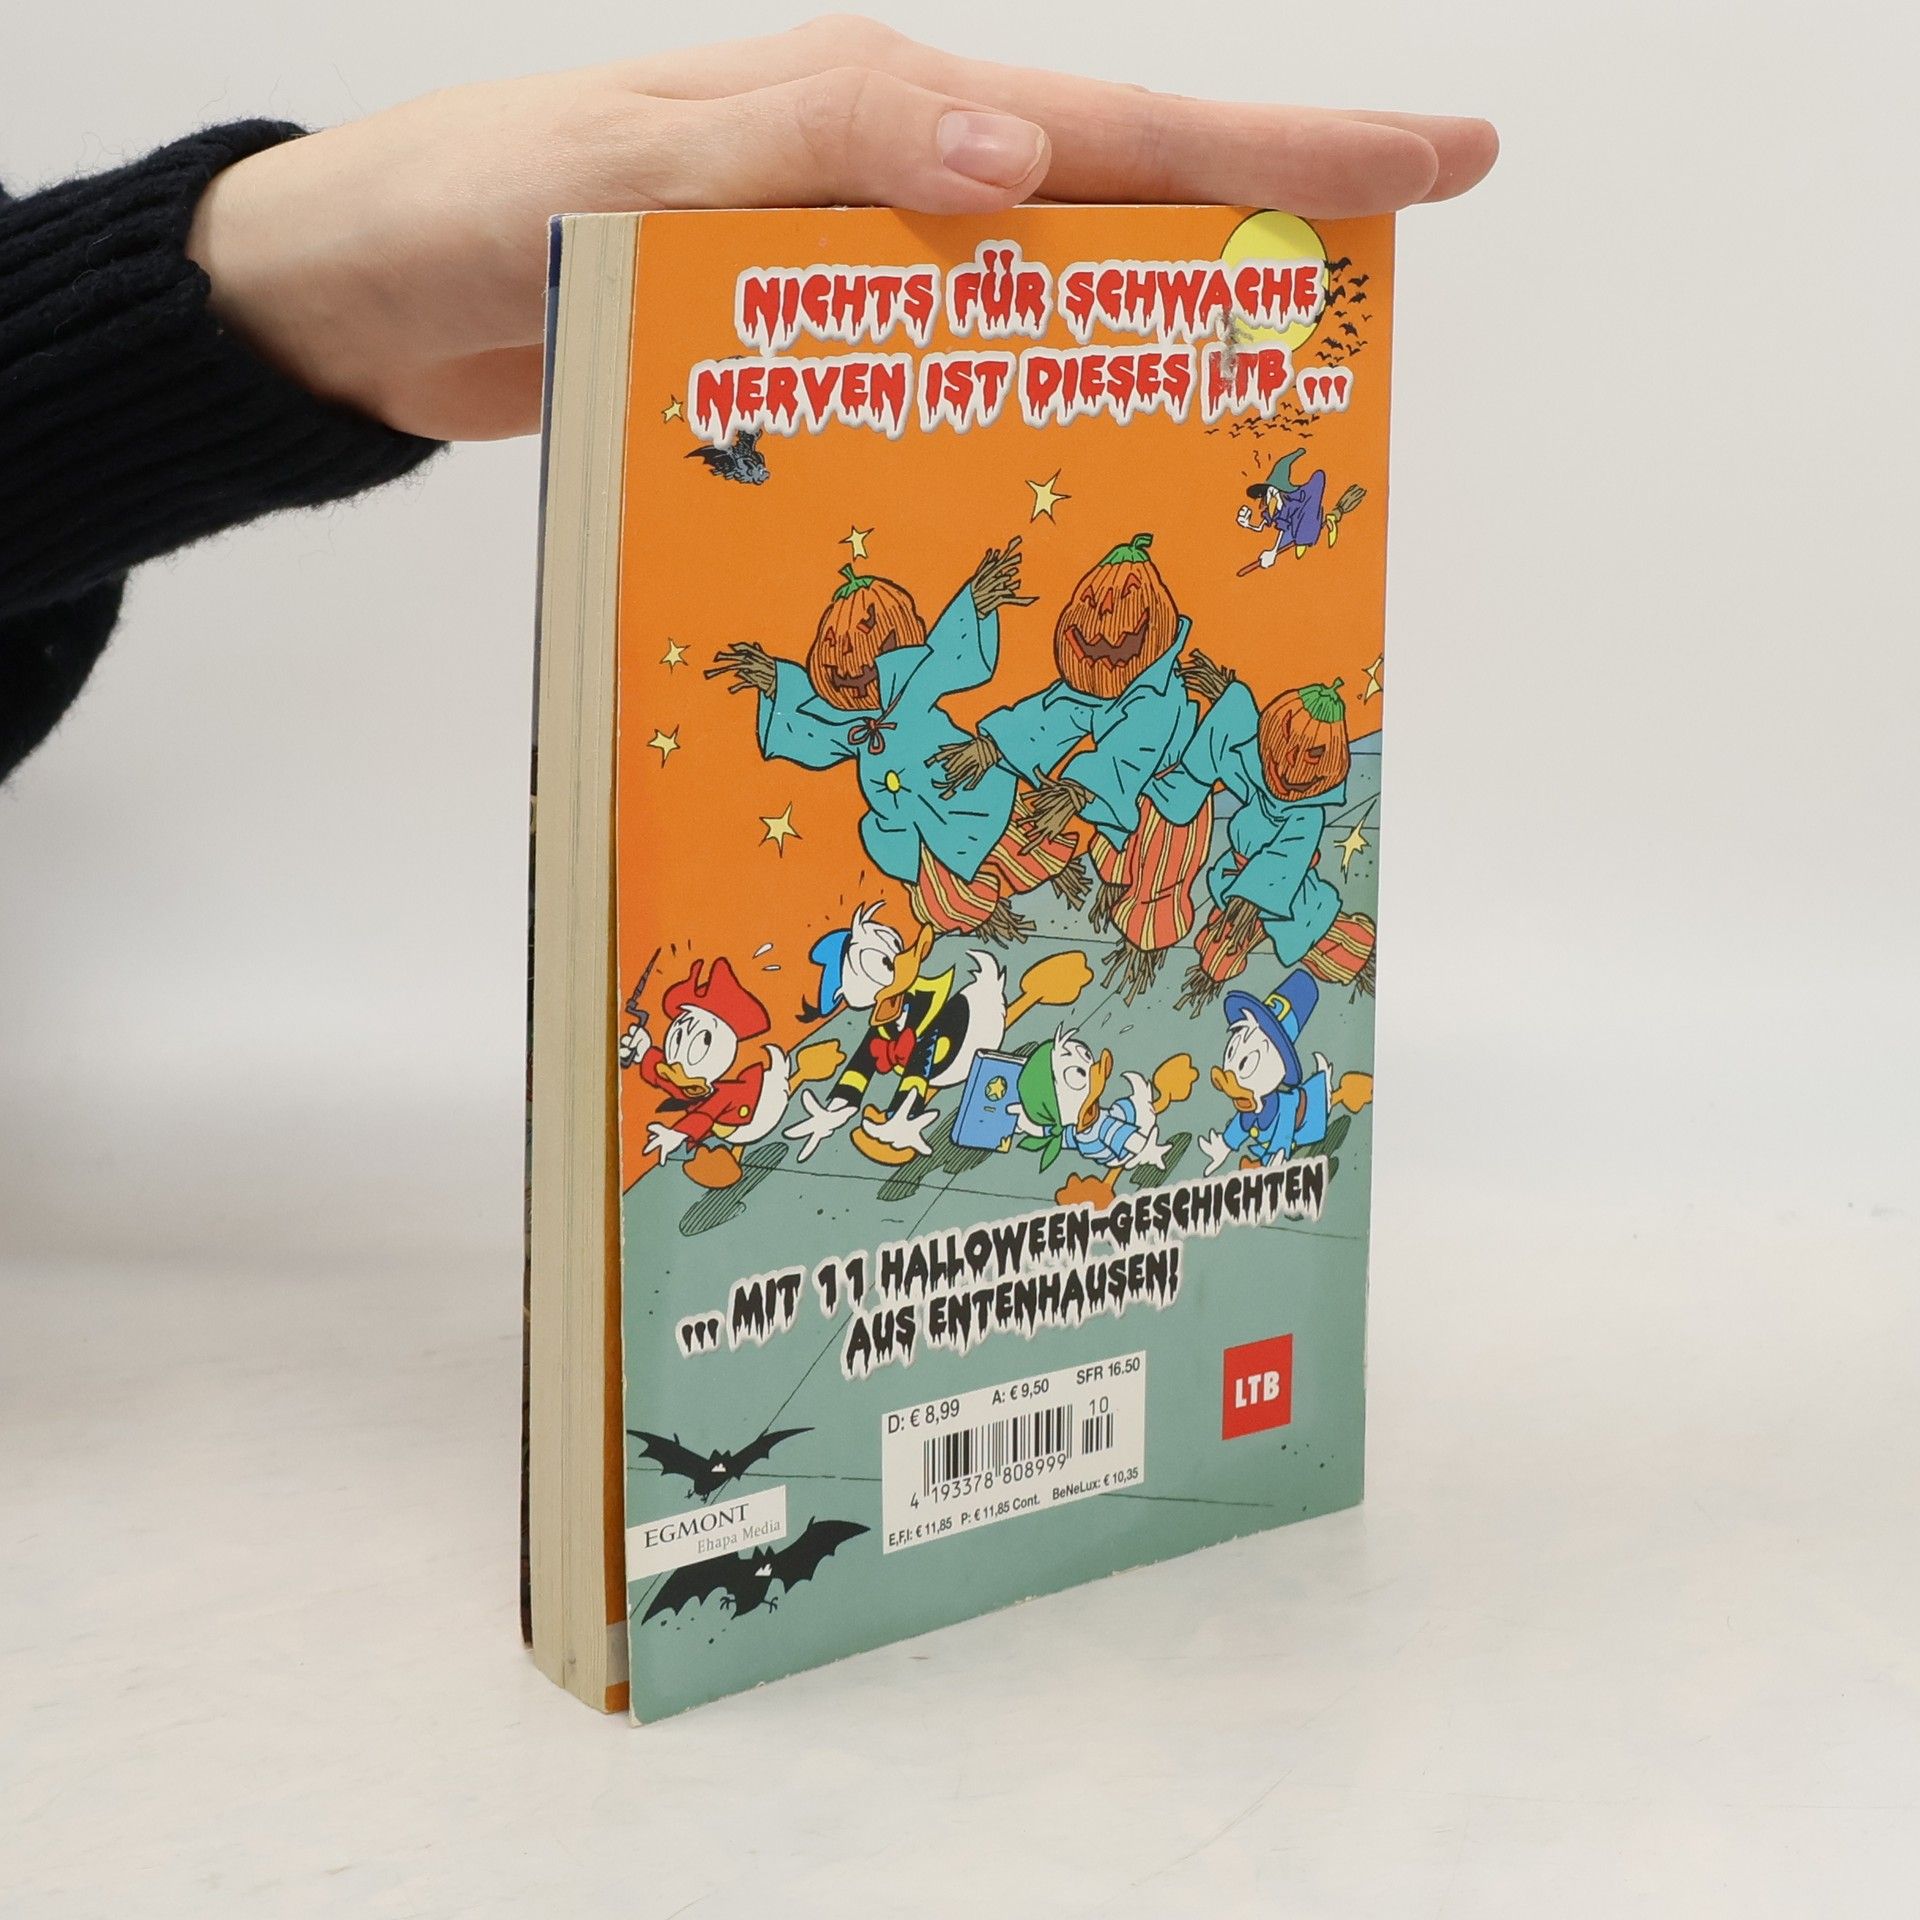 NICHTS FÜR SCHWACHE
NERVEN IST DIESES LTB ...
... MIT 11 HALLOWEEN-GESCHICHTEN
AUS ENTENHAUSEN!
D: € 8,99 A: € 9,50 SFR 16.50
10
4 193378 808999
E,F,I: € 11,85 P: € 11,85 Cont. BeNeLux: € 10,35
LTB
EGMONT
Ehapa Media